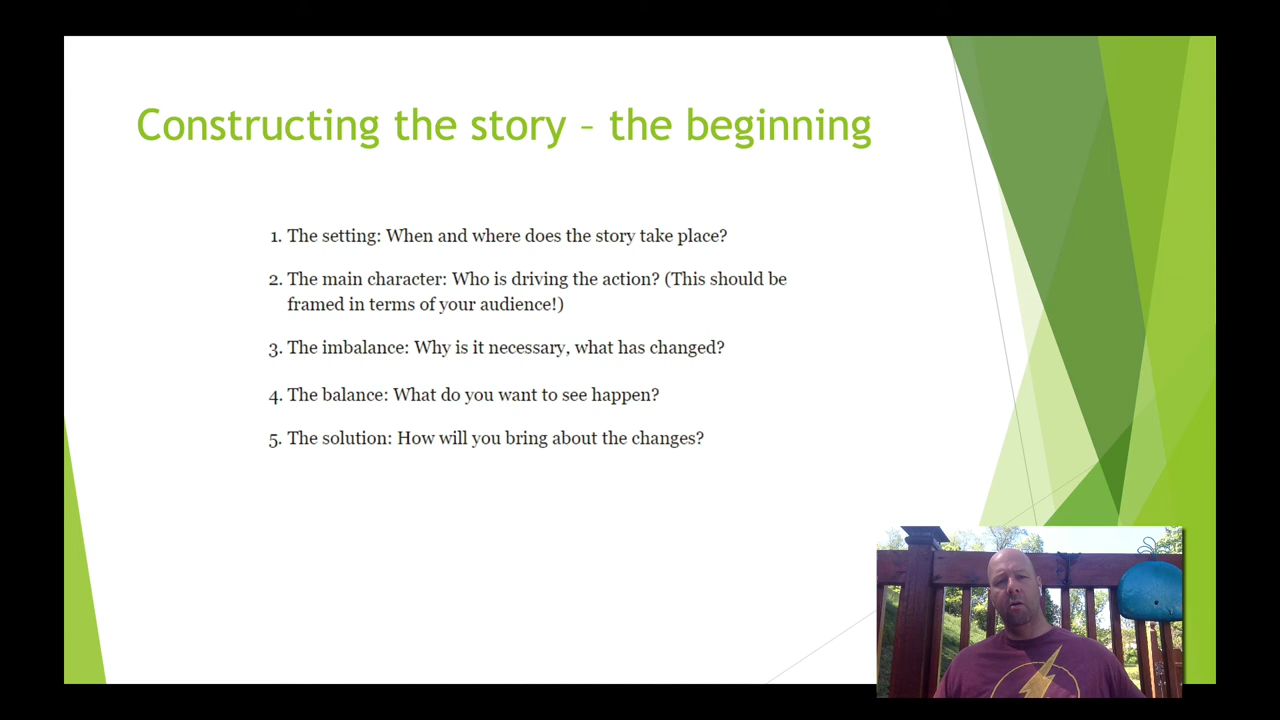 Constructing the story – the beginning
1. The setting: When and where does the story take place?
2. The main character: Who is driving the action? (This should be
framed in terms of your audience!)
3. The imbalance: Why is it necessary, what has changed?
4. The balance: What do you want to see happen?
5. The solution: How will you bring about the changes?